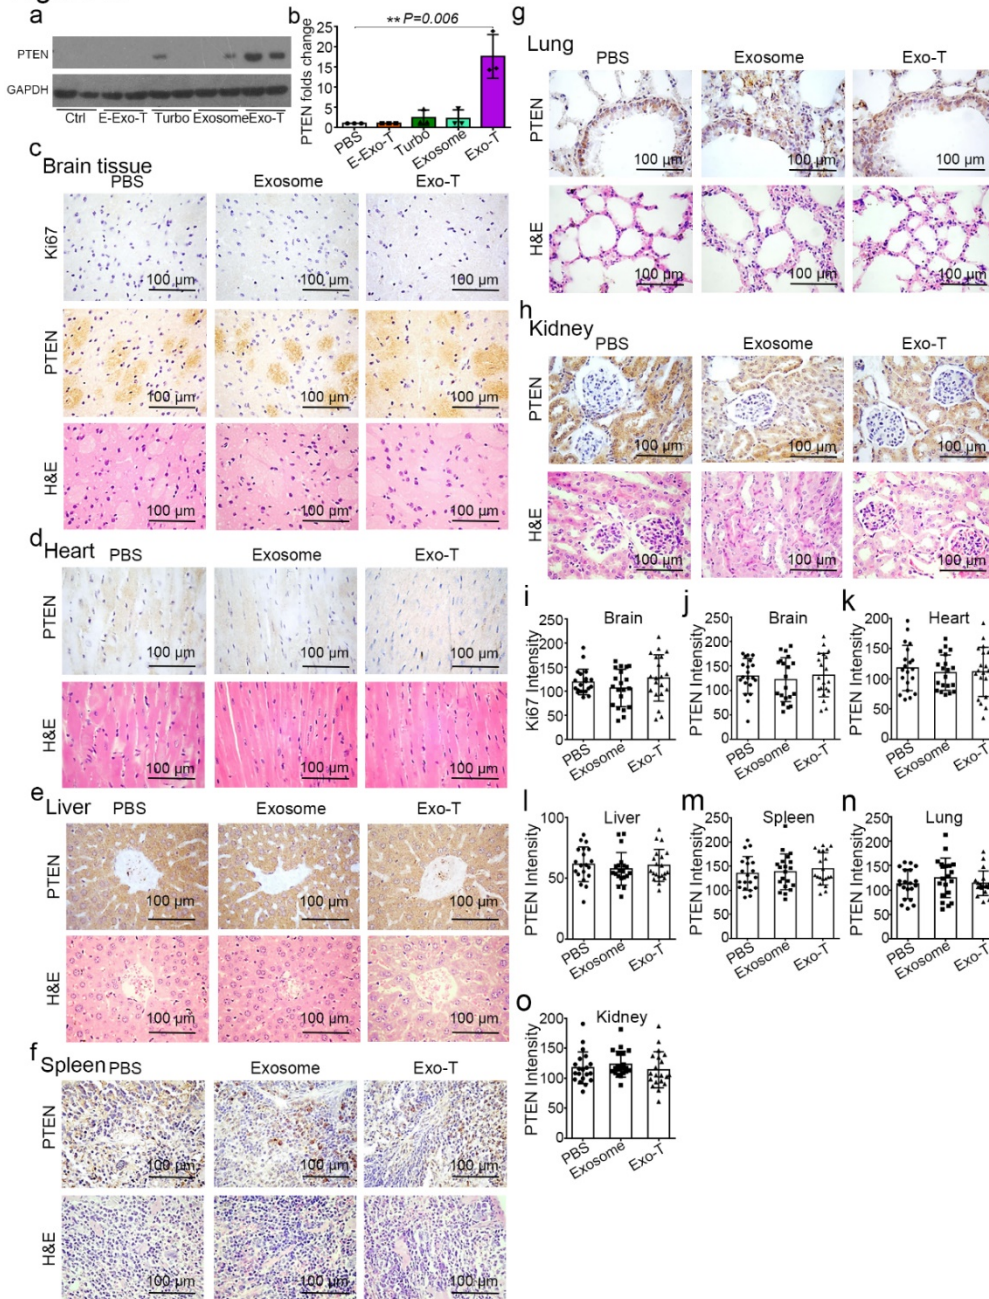 a
PTEN
GAPDH
Ctrl E-Exo-T Turbo Exosome Exo-T
b
** P=0.006
PTEN folds change
25
20
15
10
5
0
PBS
E-Exo-T
Turbo
Exosome
Exo-T
c
Brain tissue
PBS Exosome Exo-T
Ki67
100 µm 100 µm 100 µm
PTEN
100 µm 100 µm 100 µm
H&E
100 µm 100 µm 100 µm
d Heart
PBS Exosome Exo-T
PTEN
100 µm 100 µm 100 µm
H&E
100 µm 100 µm 100 µm
e Liver
PBS Exosome Exo-T
PTEN
100 µm 100 µm 100 µm
H&E
100 µm 100 µm 100 µm
f Spleen PBS Exosome Exo-T
PTEN
100 µm 100 µm 100 µm
H&E
100 µm 100 µm 100 µm
g
Lung
PBS Exosome Exo-T
PTEN
100 µm 100 µm 100 µm
H&E
100 µm 100 µm 100 µm
h Kidney
PBS Exosome Exo-T
PTEN
100 µm 100 µm 100 µm
H&E
100 µm 100 µm 100 µm
i
Brain
Ki67 Intensity
250
200
150
100
50
0
PBS
Exosome
Exo-T
j
Brain
PTEN Intensity
250
200
150
100
50
0
PBS
Exosome
Exo-T
k
Heart
PTEN Intensity
200
150
100
50
0
PBS
Exosome
Exo-T
l
Liver
PTEN Intensity
100
50
0
PBS
Exosome
Exo-T
m
Spleen
PTEN Intensity
250
200
150
100
50
0
PBS
Exosome
Exo-T
n
Lung
PTEN Intensity
250
200
150
100
50
0
PBS
Exosome
Exo-T
o
Kidney
PTEN Intensity
200
150
100
50
0
PBS
Exosome
Exo-T